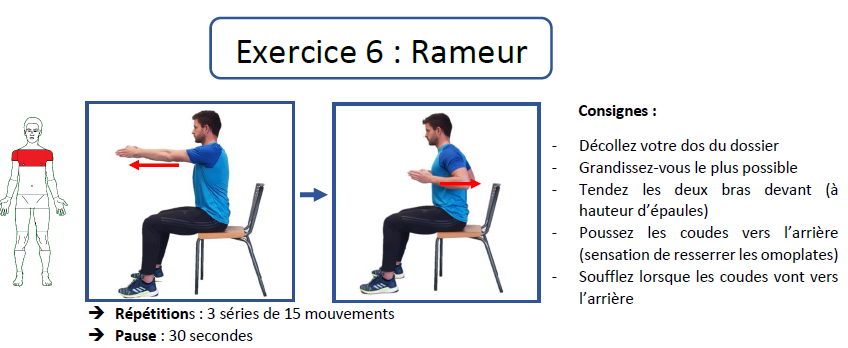 Exercice 6 : Rameur
Consignes :
- Décollez votre dos du dossier
- Grandissez-vous le plus possible
- Tendez les deux bras devant (à
hauteur d'épaules)
- Poussez les coudes vers l'arrière
(sensation de resserrer les omoplates)
- Soufflez lorsque les coudes vont vers
l'arrière
➔ Répétitions : 3 séries de 15 mouvements
➔ Pause : 30 secondes